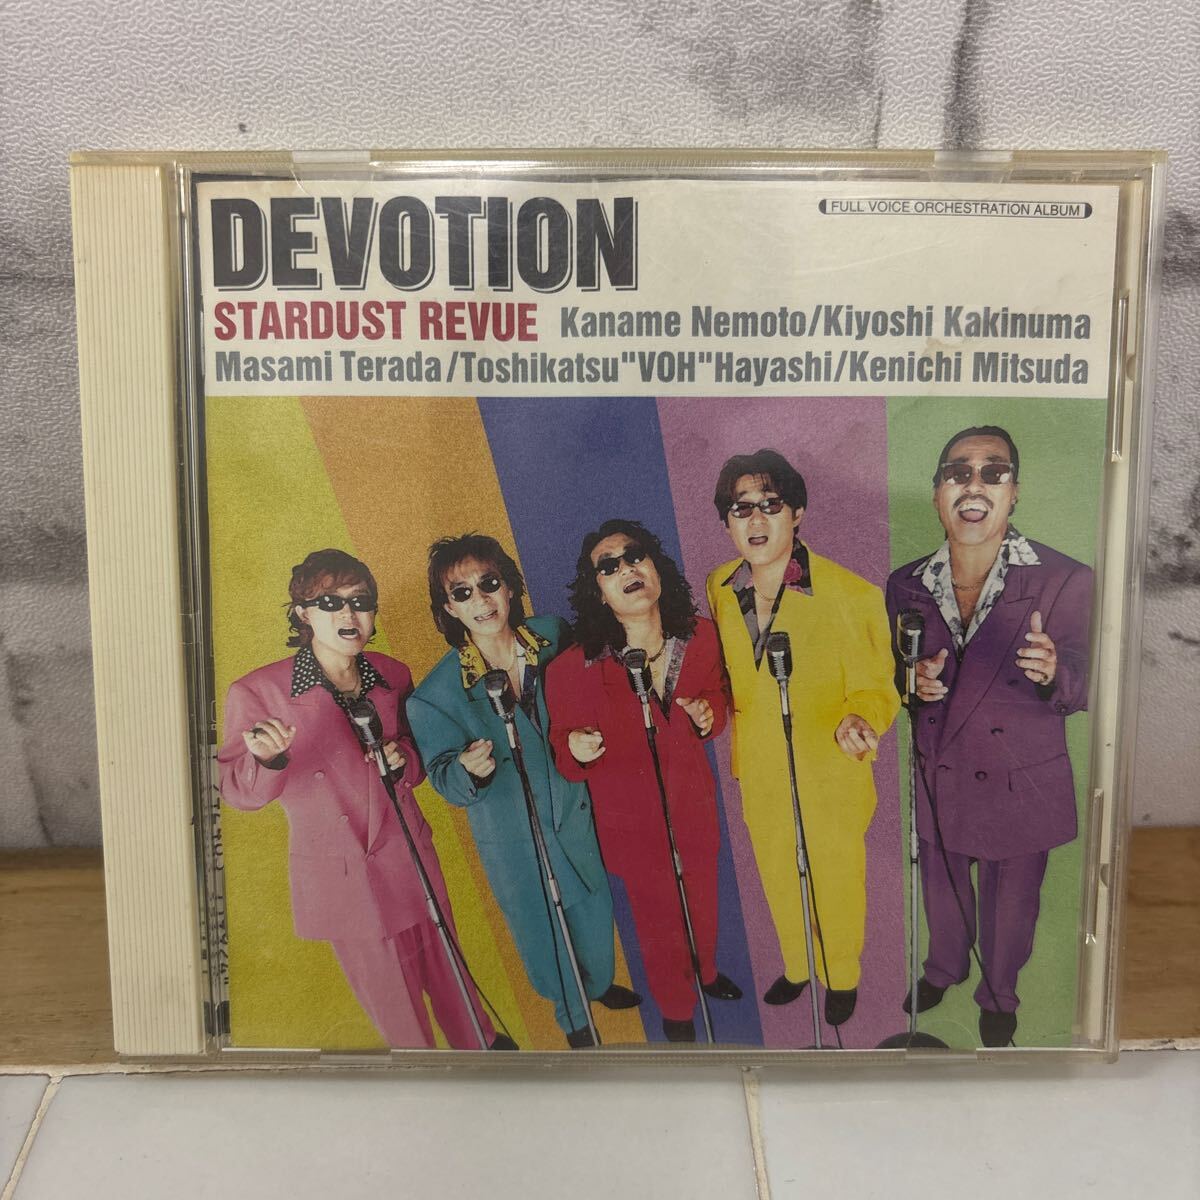 DEVOTION
FULL VOICE ORCHESTRATION ALBUM
STARDUST REVUE Kaname Nemoto/Kiyoshi Kakinuma
Masami Terada/Toshikatsu"VOH"Hayashi/Kenichi Mitsuda